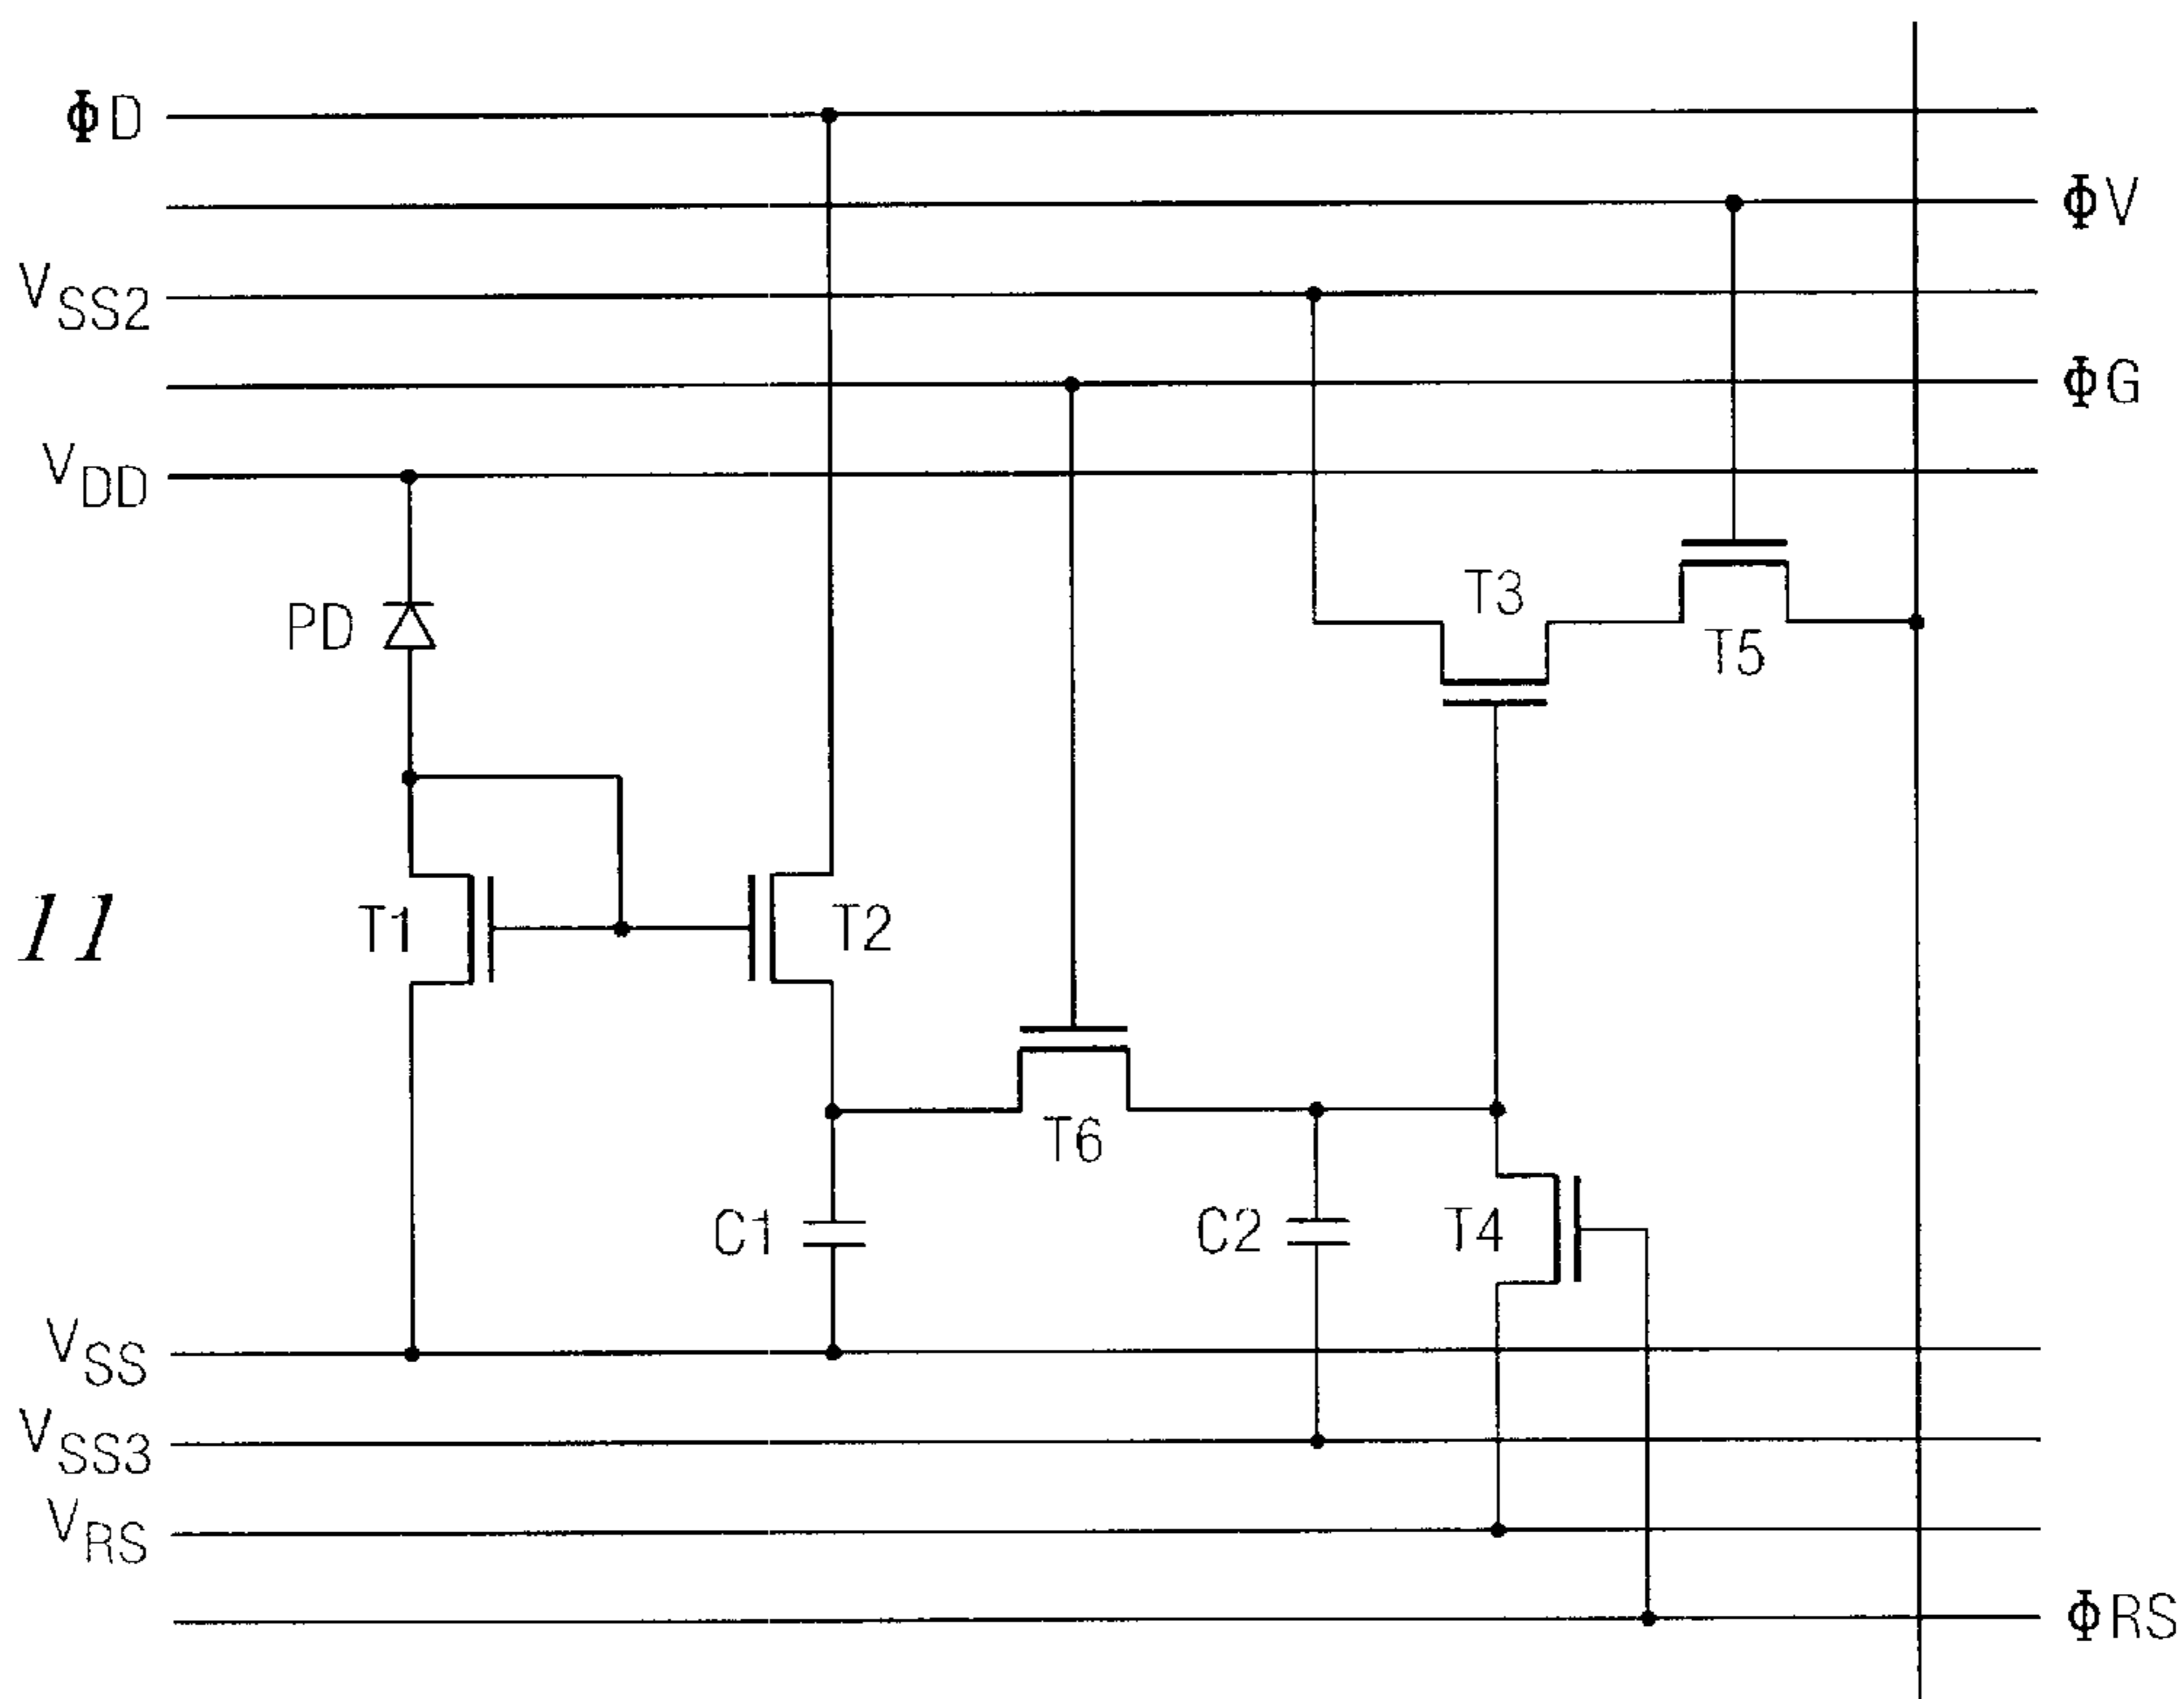 ΦD
ΦV
VSS2
ΦG
VDD
T3
PD
T5
11
T1
T2
T6
C1
C2
T4
VSS
VSS3
VRS
ΦRS